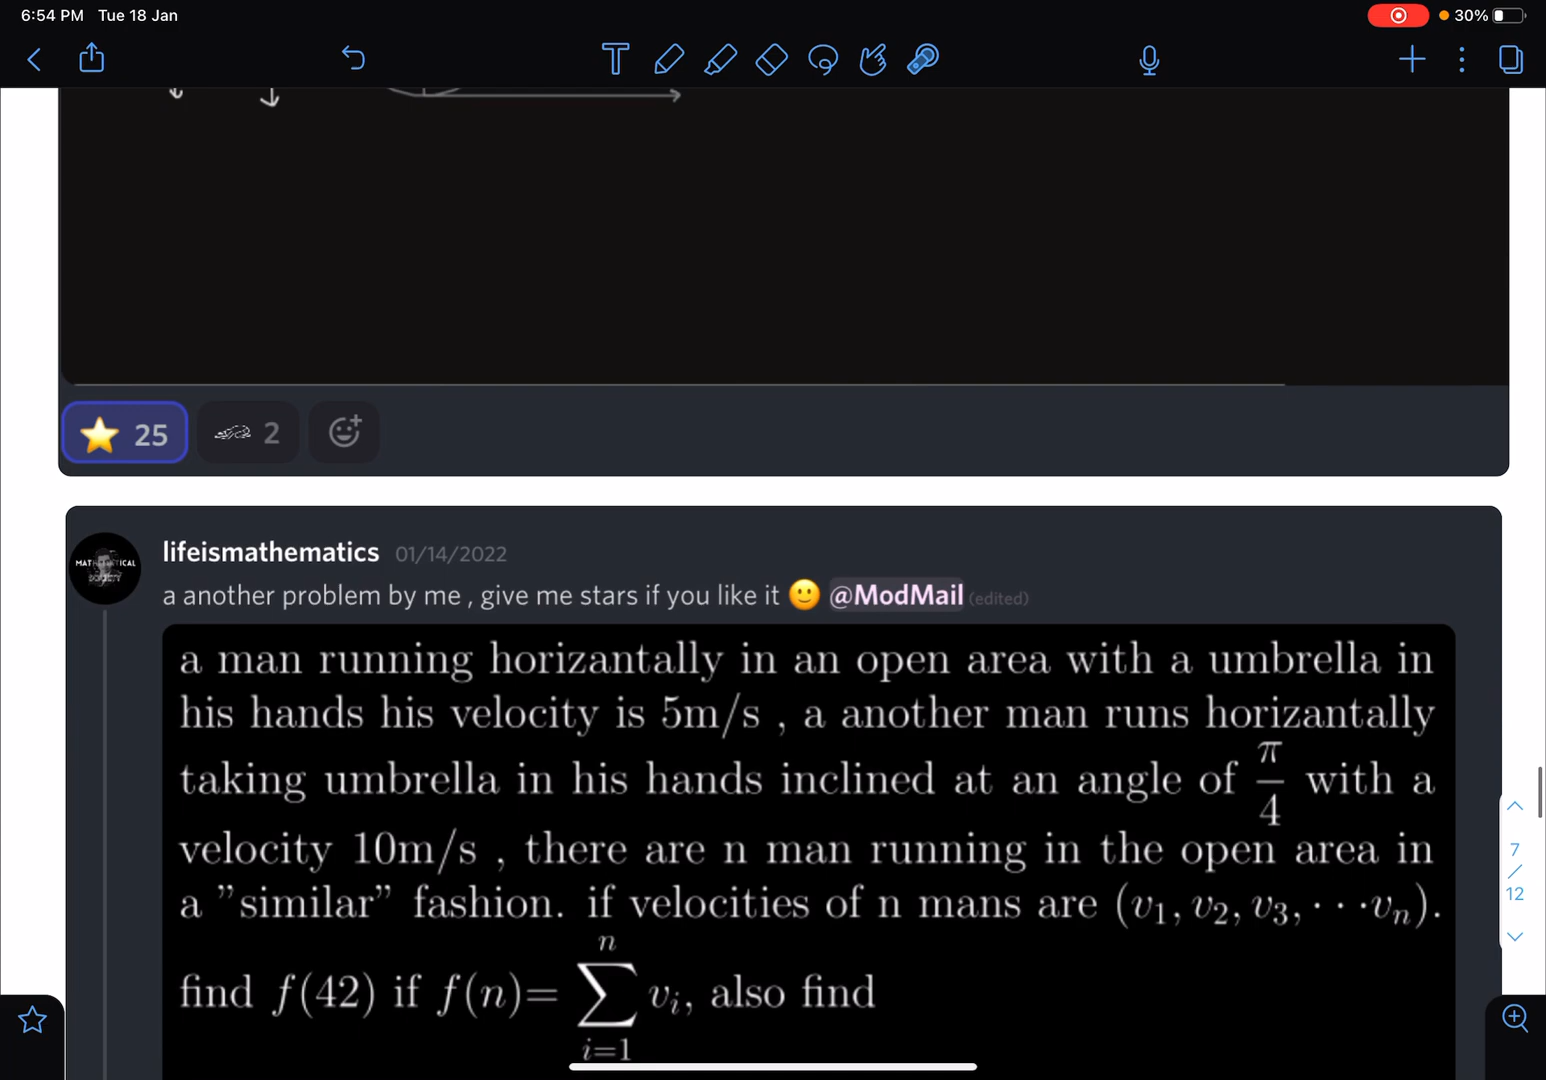 6:54 PM Tue 18 Jan
30%
T
25
2
lifeismathematics 01/14/2022
a another problem by me , give me stars if you like it 🙂 @ModMail (edited)
a man running horizantally in an open area with a umbrella in
his hands his velocity is 5m/s , a another man runs horizantally
taking umbrella in his hands inclined at an angle of π/4 with a
velocity 10m/s , there are n man running in the open area in
a ”similar” fashion. if velocities of n mans are (v₁, v₂, v₃, ···vₙ).
find f(42) if f(n)= ∑_{i=1}^{n} vᵢ, also find
7
/
12